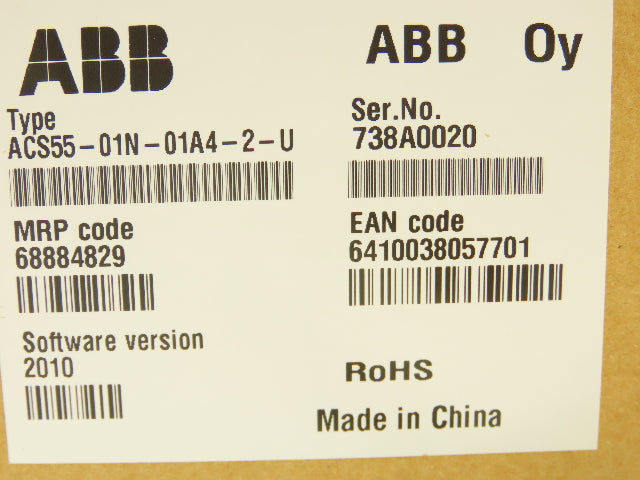 ABB
ABB Oy
Type
ACS55-01N-01A4-2-U
Ser.No.
738A0020
MRP code
68884829
EAN code
6410038057701
Software version
2010
RoHS
Made in China